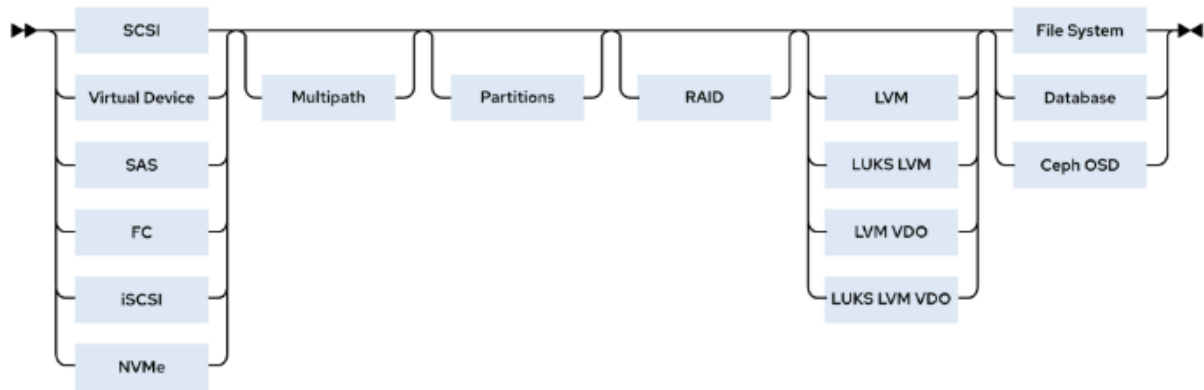 SCSI File System
Virtual Device Multipath Partitions RAID LVM Database
SAS LUKS LVM Ceph OSD
FC LVM VDO
iSCSI LUKS LVM VDO
NVMe